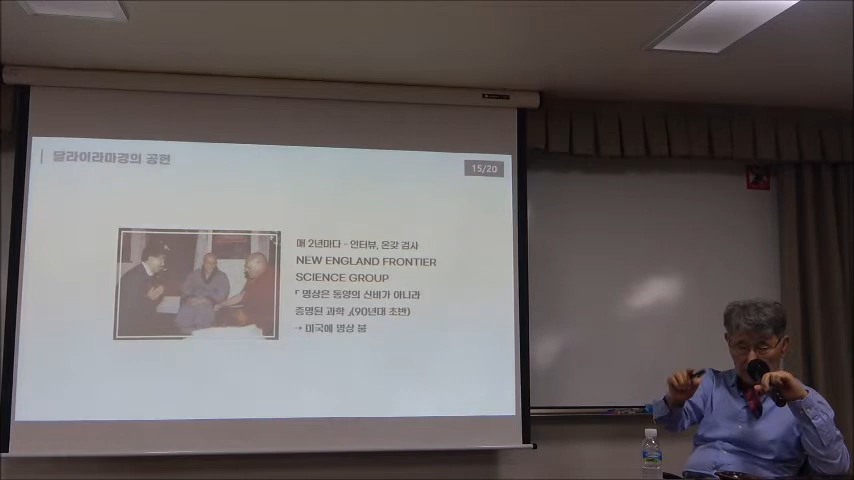 달라이라마경의 공헌
15/20
매 2년마다 - 인터뷰, 온갖 검사
NEW ENGLAND FRONTIER
SCIENCE GROUP
『 명상은 동양의 신비가 아니라
증명된 과학 』(90년대 초반)
→ 미국에 명상 붐